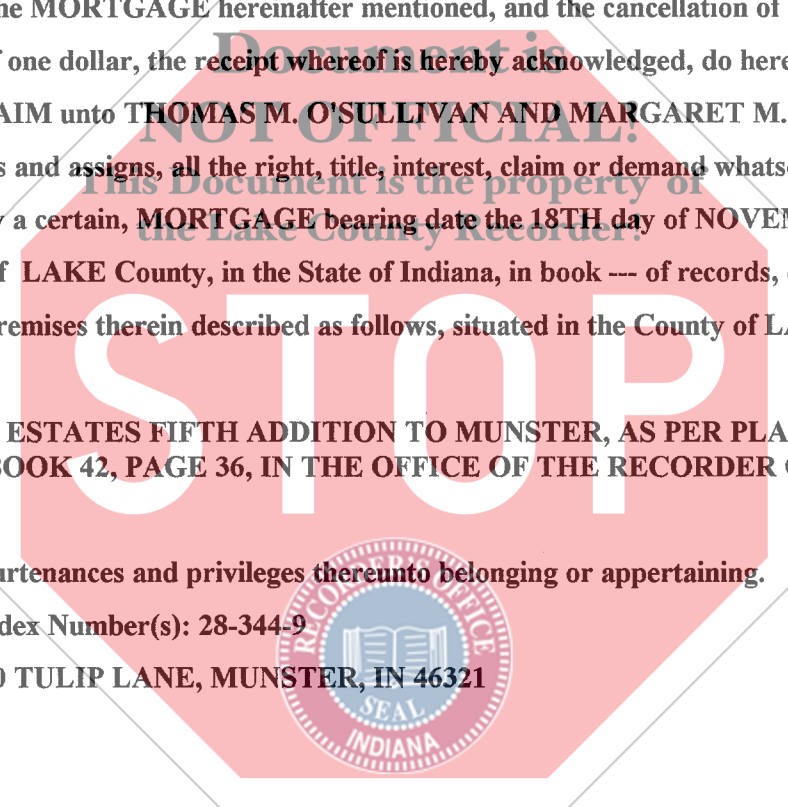 he MORTGAGE hereinafter mentioned, and the cancellation of
Document is
one dollar, the receipt whereof is hereby acknowledged, do here
AIM unto THOMAS M. O'SULLIVAN AND MARGARET M.
NOT OFFICIAL!
s and assigns, all the right, title, interest, claim or demand whats
This Document is the property of
a certain, MORTGAGE bearing date the 18TH day of NOVEM
the Lake County Recorder!
f LAKE County, in the State of Indiana, in book --- of records,
remises therein described as follows, situated in the County of LA
STOP
ESTATES FIFTH ADDITION TO MUNSTER, AS PER PLA
BOOK 42, PAGE 36, IN THE OFFICE OF THE RECORDER
urtenances and privileges thereunto belonging or appertaining.
dex Number(s): 28-344-9
0 TULIP LANE, MUNSTER, IN 46321
RECORDER'S OFFICE
SEAL
INDIANA